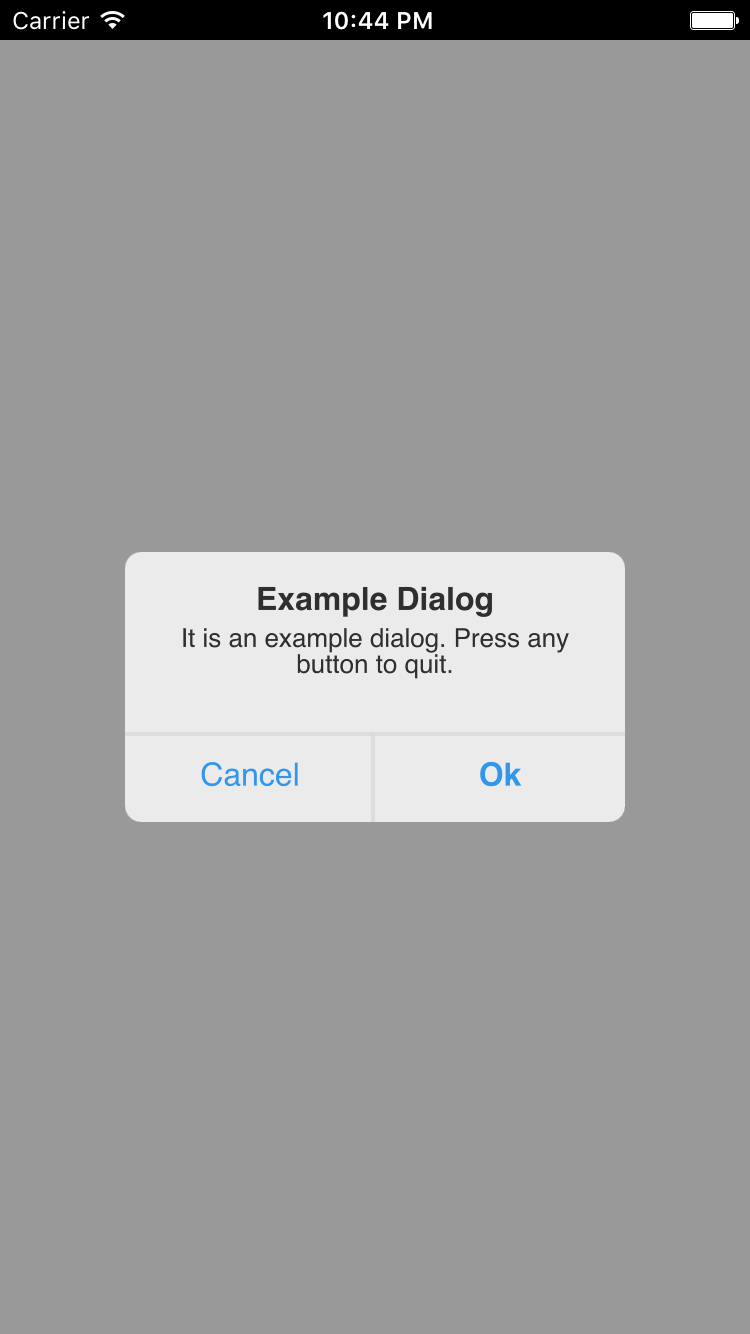 Carrier 10:44 PM
Example Dialog
It is an example dialog. Press any
button to quit.
Cancel Ok